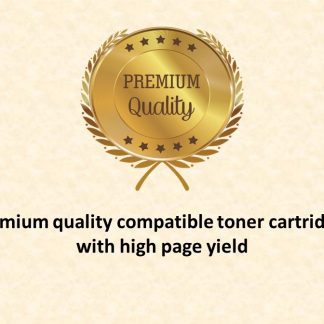 PREMIUM
Quality
mium quality compatible toner cartrid
with high page yield